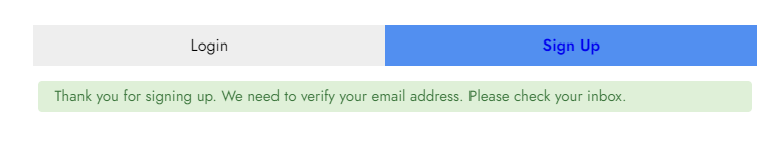 Login
Sign Up
Thank you for signing up. We need to verify your email address. Please check your inbox.